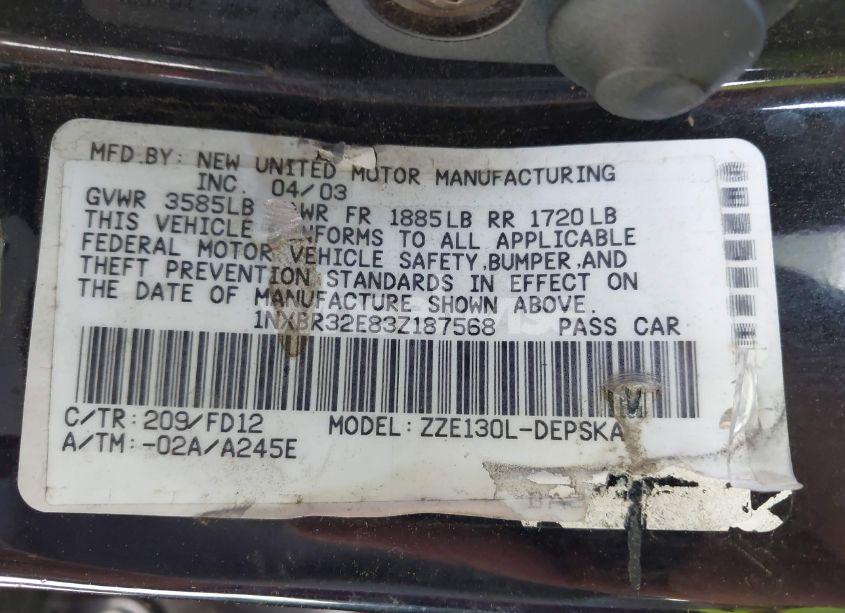 MFD.BY: NEW UNITED MOTOR MANUFACTURING
INC. 04/03
GVWR 3585LB WR FR 1885LB RR 1720LB
THIS VEHICLE NFORMS TO ALL APPLICABLE
FEDERAL MOTOR VEHICLE SAFETY,BUMPER,AND
THEFT PREVENTION STANDARDS IN EFFECT ON
THE DATE OF MANUFACTURE SHOWN ABOVE.
1NXBR32E83Z187568 PASS CAR
C/TR:209/FD12 MODEL:ZZE130L-DEPSKA
A/TM:-02A/A245E